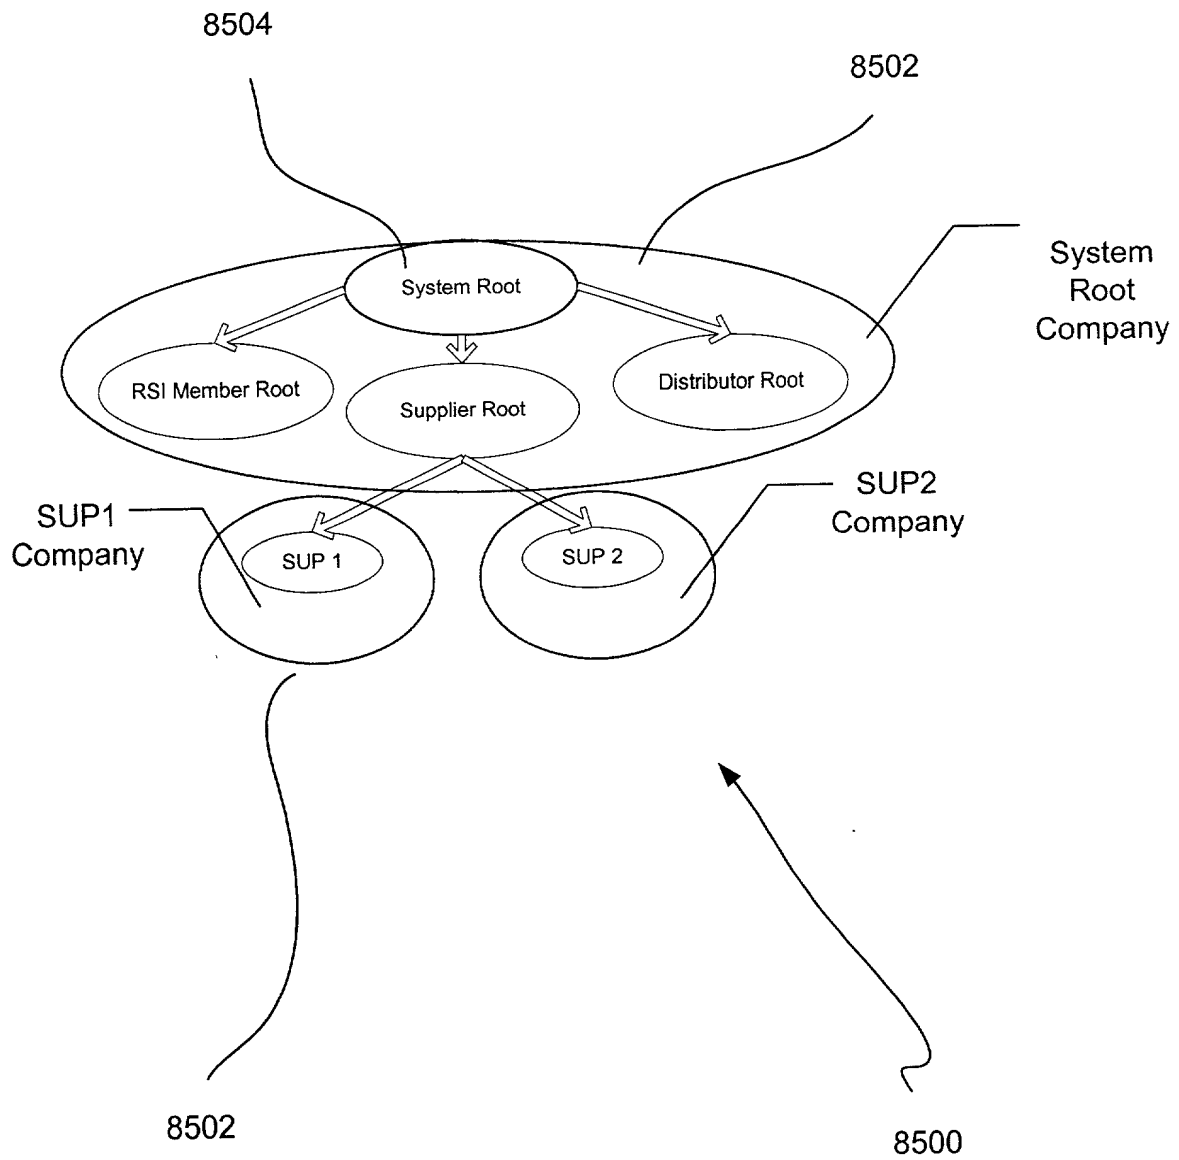 8504
8502
System Root
System
Root
Company
RSI Member Root
Supplier Root
Distributor Root
SUP1
Company
SUP 1
SUP 2
SUP2
Company
8502
8500